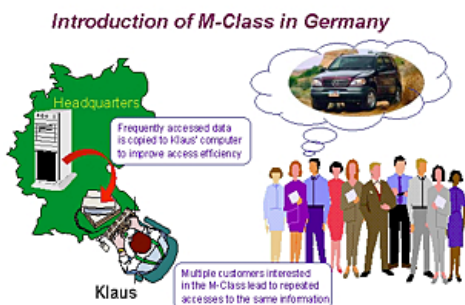 Introduction of M-Class in Germany
Headquarters
Frequently accessed data
is copied to Klaus' computer
to improve access efficiency
Klaus
Multiple customers interested
in the M-Class lead to repeated
accesses to the same information